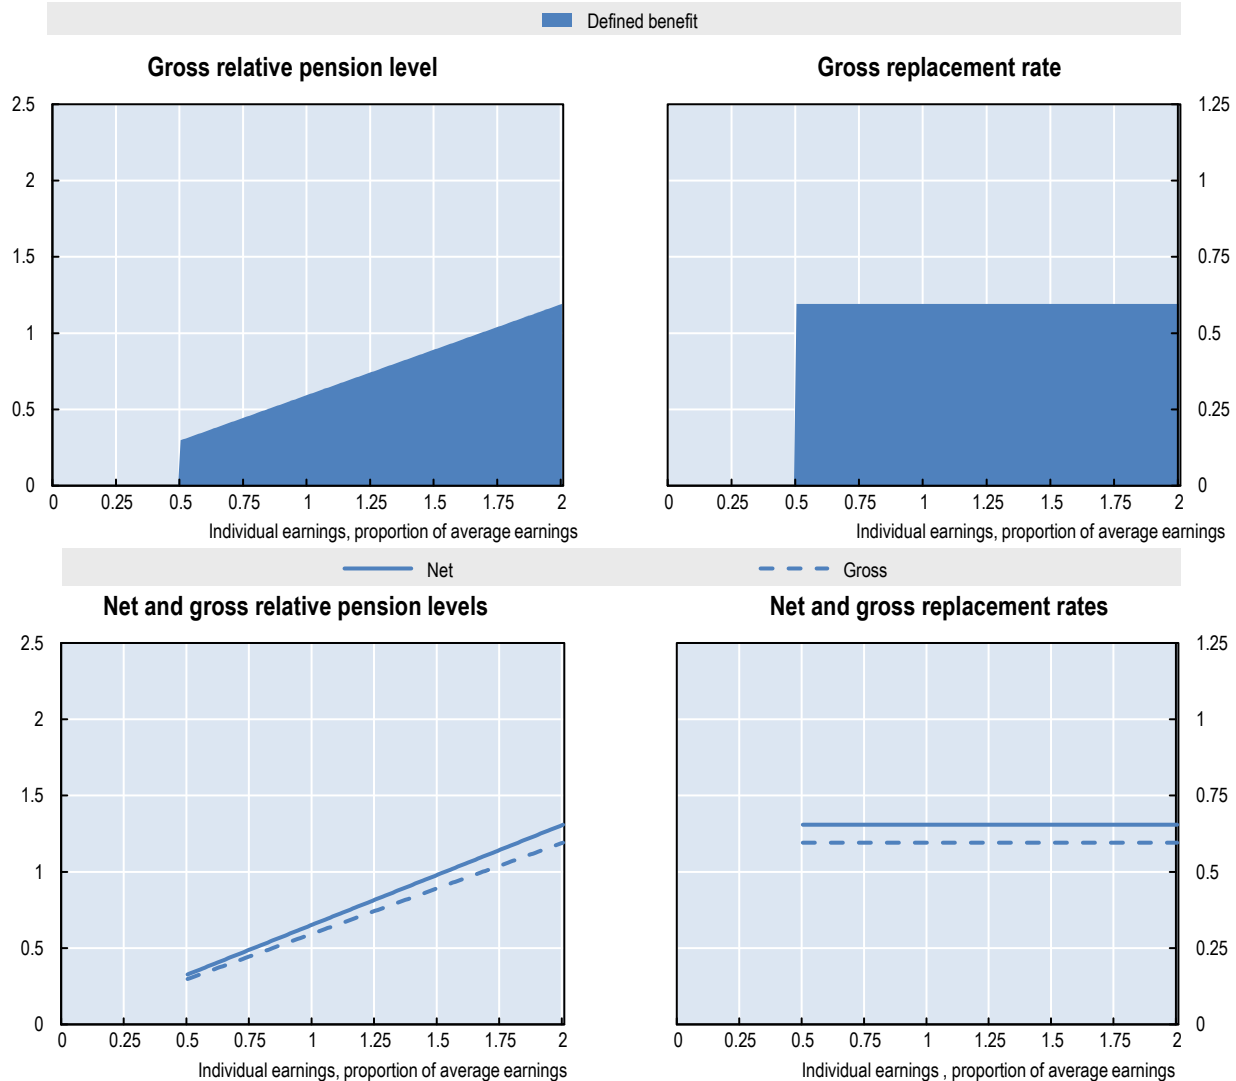 Defined benefit
Gross relative pension level
Gross replacement rate
2.5
2
1.5
1
0.5
0
0 0.25 0.5 0.75 1 1.25 1.5 1.75 2
Individual earnings, proportion of average earnings
1.25
1
0.75
0.5
0.25
0
0 0.25 0.5 0.75 1 1.25 1.5 1.75 2
Individual earnings, proportion of average earnings
Net Gross
Net and gross relative pension levels
Net and gross replacement rates
2.5
2
1.5
1
0.5
0
0 0.25 0.5 0.75 1 1.25 1.5 1.75 2
Individual earnings, proportion of average earnings
1.25
1
0.75
0.5
0.25
0
0 0.25 0.5 0.75 1 1.25 1.5 1.75 2
Individual earnings , proportion of average earnings